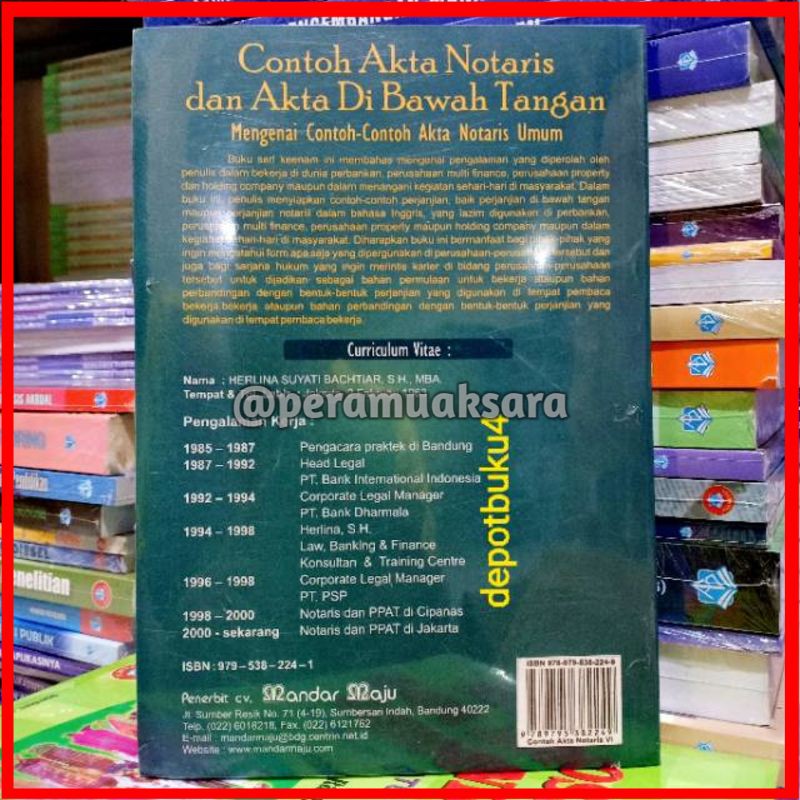 Contoh Akta Notaris
dan Akta Di Bawah Tangan
Mengenai Contoh-Contoh Akta Notaris Umum
Buku seri keenam ini membahas mengenai pengalaman yang diperolah oleh
penulis dalam bekerja di dunia perbankan, perusahaan multi finance, perusahaan property
dan holding company maupun dalam menangani kegiatan sehari-hari di masyarakat. Dalam
buku ini, penulis menyiapkan contoh-contoh perjanjian, baik perjanjian di bawah tangan
maupun perjanjian notariil dalam bahasa Inggris, yang lazim digunakan di perbankan,
perusahaan multi finance, perusahaan property maupun holding company maupun dalam
kegiatan sehari-hari di masyarakat. Diharapkan buku ini bermanfaat bagi pihak-pihak yang
ingin mengetahui form apa saja yang dipergunakan di perusahaan-perusahaan tersebut dan
juga bagi sarjana hukum yang ingin merintis karier di bidang perusahaan-perusahaan
tersebut untuk dijadikan sebagai bahan permulaan untuk bekerja ataupun bahan
perbandingan dengan bentuk-bentuk perjanjian yang digunakan di tempat pembaca
bekerja.bekerja ataupun bahan perbandingan dengan bentuk-bentuk perjanjian yang
digunakan di tempat pembaca bekerja.
Curriculum Vitae :
Nama : HERLINA SUYATI BACHTIAR, S.H., MBA.
Tempat &
@peramuaksara
Pengalaman Kerja :
1985 – 1987 Pengacara praktek di Bandung
1987 – 1992 Head Legal
PT. Bank International Indonesia
1992 – 1994 Corporate Legal Manager
PT. Bank Dharmala
1994 – 1998 Herlina, S.H.
Law, Banking & Finance
Konsultan & Training Centre
1996 – 1998 Corporate Legal Manager
PT. PSP
1998 – 2000 Notaris dan PPAT di Cipanas
2000 - sekarang Notaris dan PPAT di Jakarta
depotbuku4
ISBN : 979 – 538 – 224 – 1
Penerbit cv. Mandar Maju
Jl. Sumber Resik No. 71 (4-19), Sumbersari Indah, Bandung 40222
Telp. (022) 6018218, Fax. (022) 6121762
E-mail : mandarmaju@bdg.centrin.net.id
Website : www.mandarmaju.com
ISBN 978-979-538-224-9
9 789795 382249
Contoh Akta Notaris VI
enelitian
PUBLIK